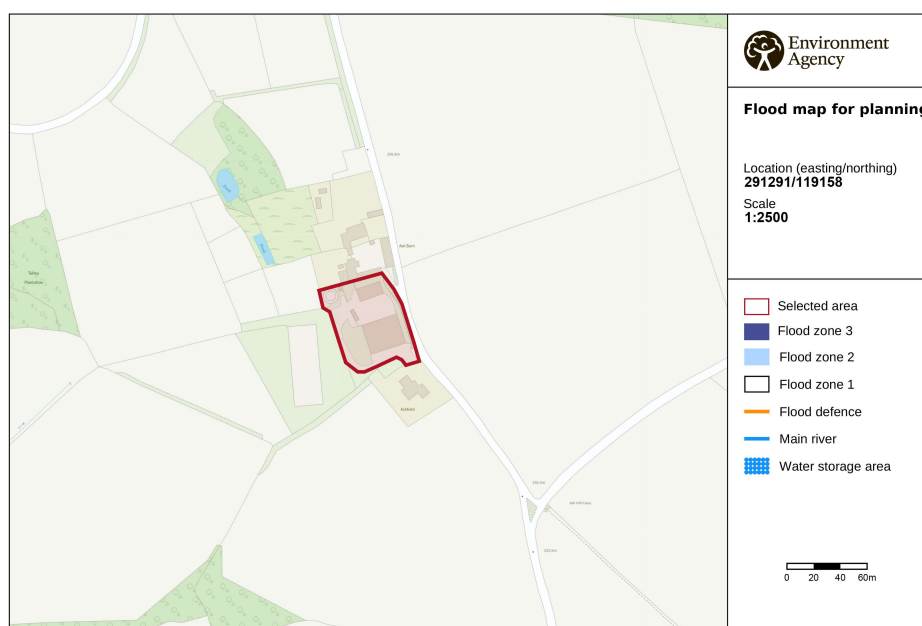 Environment
Agency
Flood map for planning
Location (easting/northing)
291291/119158
Scale
1:2500
Selected area
Flood zone 3
Flood zone 2
Flood zone 1
Flood defence
Main river
Water storage area
0 20 40 60m
Plantation
Ash Barn
Ashfield